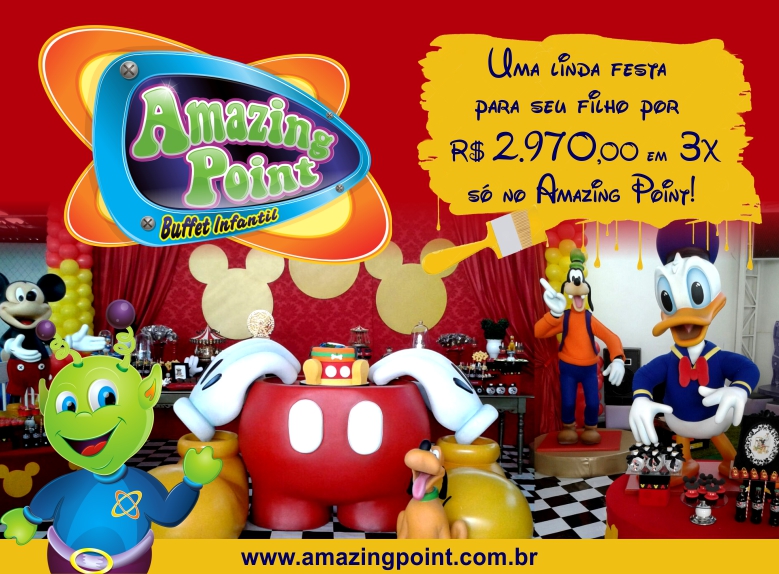 Amazing
Point
Buffet Infantil
Uma linda festa
para seu filho por
R$ 2.970,00 em 3x
só no Amazing Point!
www.amazingpoint.com.br